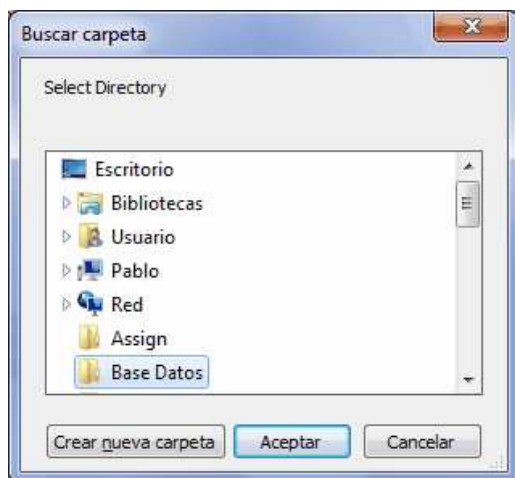 Buscar carpeta
Select Directory
Escritorio
Bibliotecas
Usuario
Pablo
Red
Assign
Base Datos
Crear nueva carpeta Aceptar Cancelar